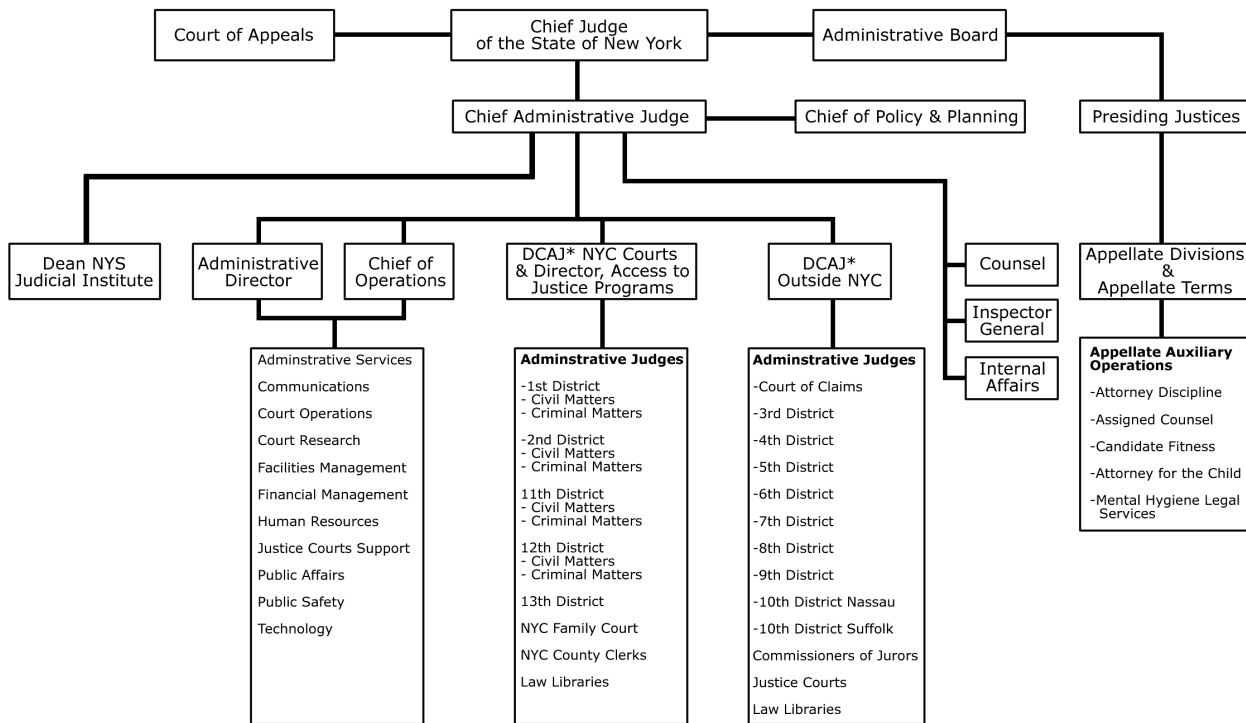 Court of Appeals
Chief Judge
of the State of New York
Administrative Board
Chief Administrative Judge
Chief of Policy & Planning
Presiding Justices
Dean NYS
Judicial Institute
Administrative
Director
Chief of
Operations
DCAJ* NYC Courts
& Director, Access to
Justice Programs
DCAJ*
Outside NYC
Counsel
Inspector
General
Internal
Affairs
Appellate Divisions
&
Appellate Terms
Adminstrative Services
Communications
Court Operations
Court Research
Facilities Management
Financial Management
Human Resources
Justice Courts Support
Public Affairs
Public Safety
Technology
Adminstrative Judges
-1st District
- Civil Matters
- Criminal Matters
-2nd District
- Civil Matters
- Criminal Matters
11th District
- Civil Matters
- Criminal Matters
12th District
- Civil Matters
- Criminal Matters
13th District
NYC Family Court
NYC County Clerks
Law Libraries
Adminstrative Judges
-Court of Claims
-3rd District
-4th District
-5th District
-6th District
-7th District
-8th District
-9th District
-10th District Nassau
-10th District Suffolk
Commissioners of Jurors
Justice Courts
Law Libraries
Appellate Auxiliary
Operations
-Attorney Discipline
-Assigned Counsel
-Candidate Fitness
-Attorney for the Child
-Mental Hygiene Legal
Services